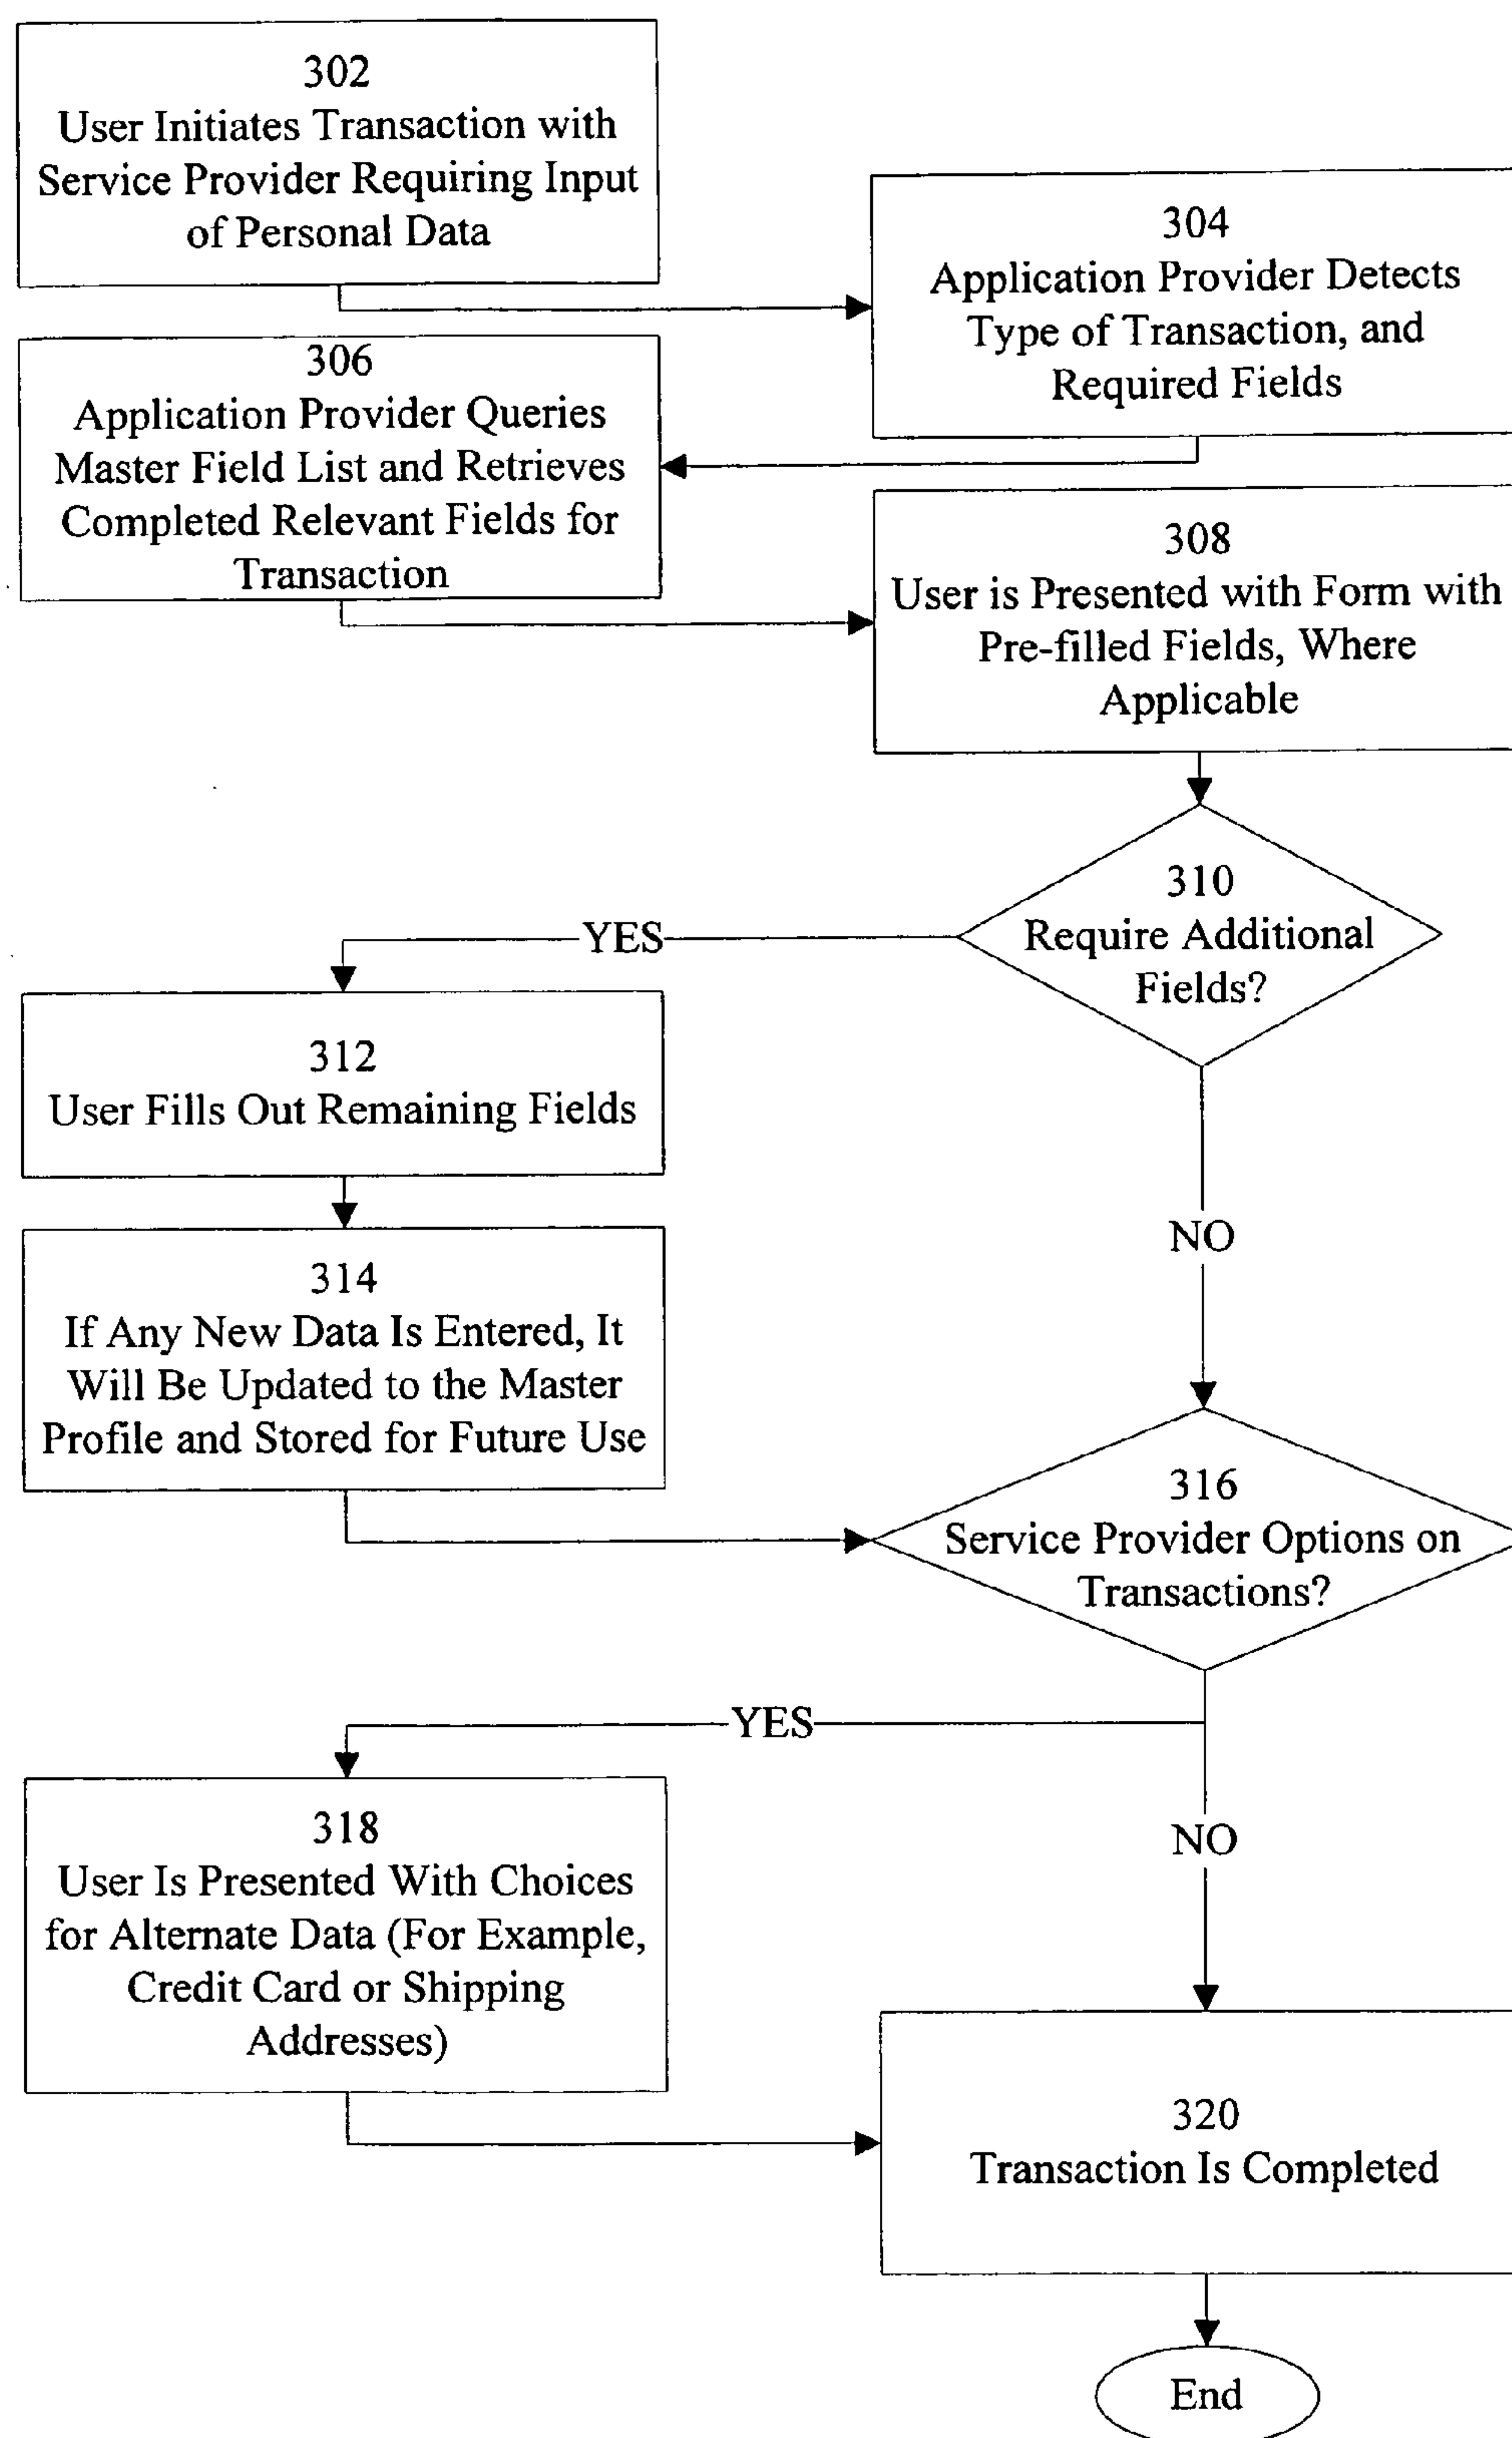 302
User Initiates Transaction with
Service Provider Requiring Input
of Personal Data
304
Application Provider Detects
Type of Transaction, and
Required Fields
306
Application Provider Queries
Master Field List and Retrieves
Completed Relevant Fields for
Transaction
308
User is Presented with Form with
Pre-filled Fields, Where
Applicable
310
Require Additional
Fields?
YES
312
User Fills Out Remaining Fields
NO
314
If Any New Data Is Entered, It
Will Be Updated to the Master
Profile and Stored for Future Use
316
Service Provider Options on
Transactions?
YES
318
User Is Presented With Choices
for Alternate Data (For Example,
Credit Card or Shipping
Addresses)
NO
320
Transaction Is Completed
End